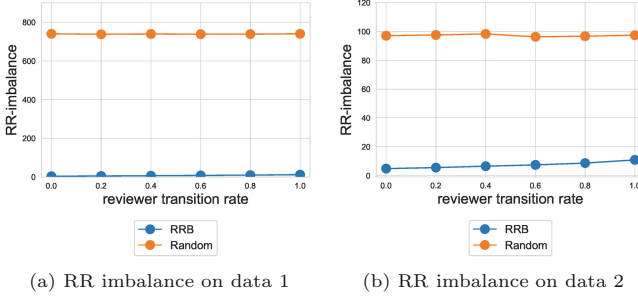 800
600
400
200
0
RR-imbalance
0.0 0.2 0.4 0.6 0.8 1.0
reviewer transition rate
RRB
Random
(a) RR imbalance on data 1
120
100
80
60
40
20
0
RR-imbalance
0.0 0.2 0.4 0.6 0.8 1.0
reviewer transition rate
RRB
Random
(b) RR imbalance on data 2